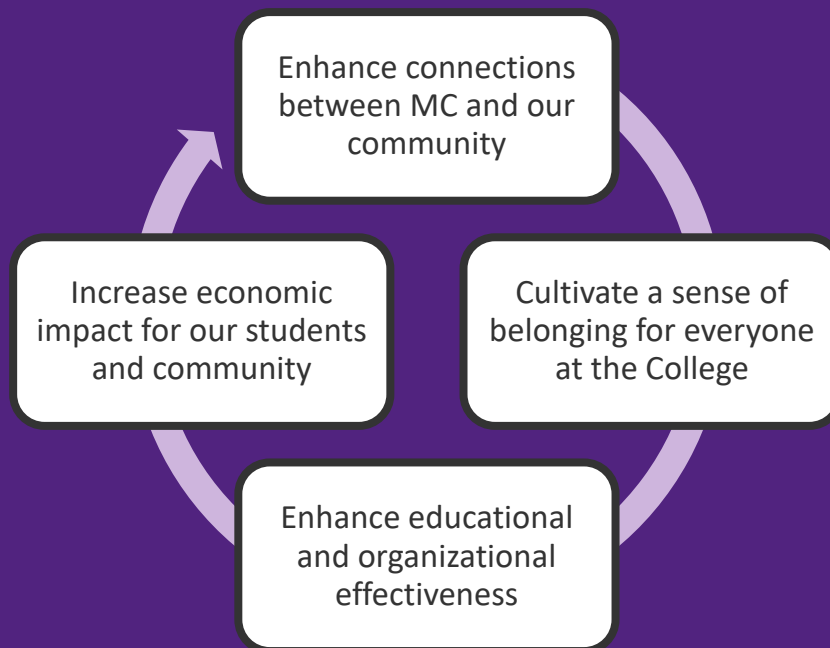 Enhance connections
between MC and our
community
Cultivate a sense of
belonging for everyone
at the College
Enhance educational
and organizational
effectiveness
Increase economic
impact for our students
and community